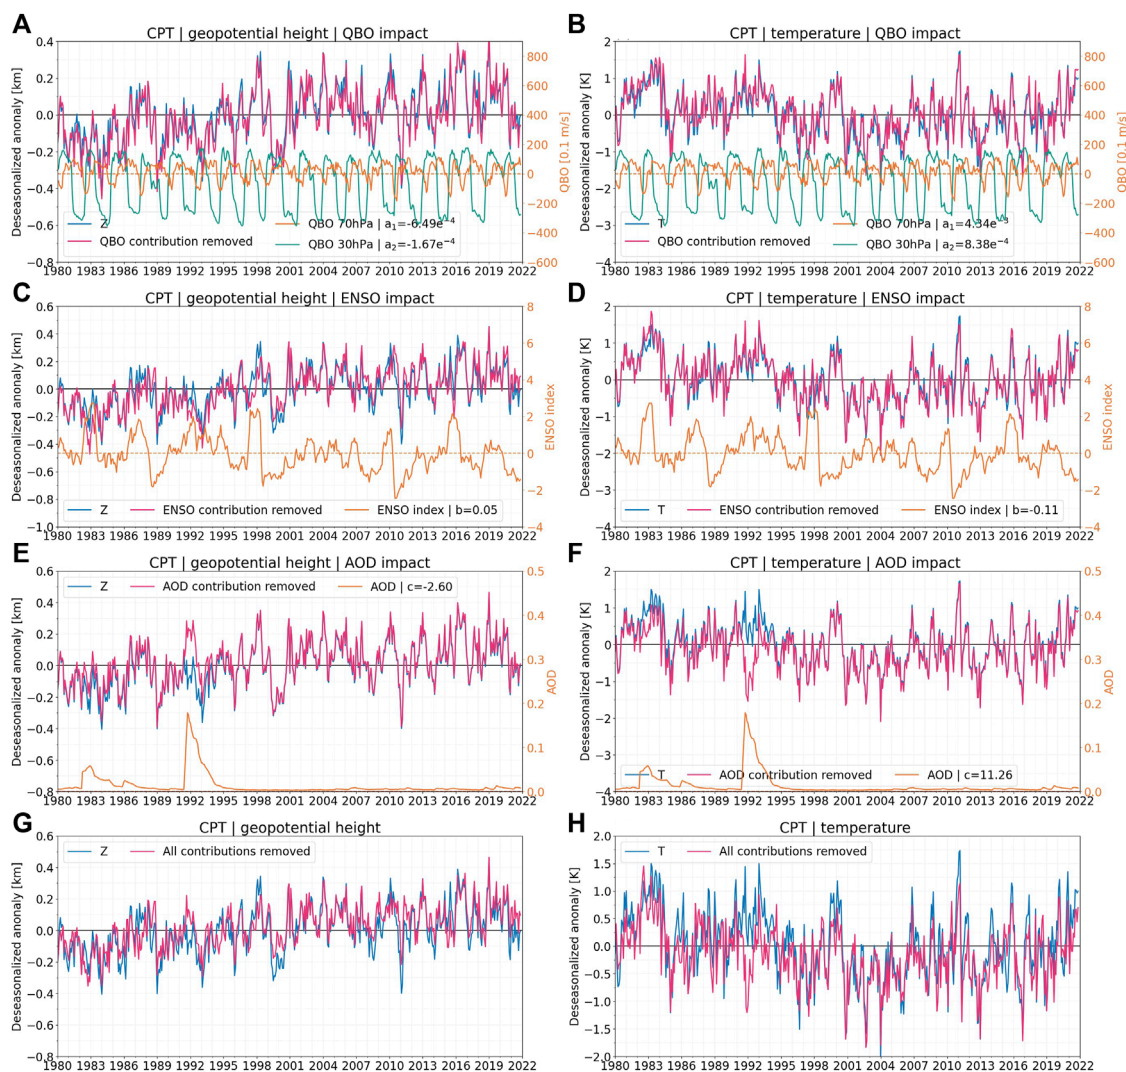 A
CPT | geopotential height | QBO impact
Deseasonalized anonaly [km]
0.4
0.2
0.0
−0.2
−0.4
−0.6
−0.8
800
600
400
200
0
−200
−400
−600
QBO [0.1 m/s]
Z
QBO contribution removed
QBO 70hPa | a1=-6.49e−4
QBO 30hPa | a2=-1.67e−4
1980 1983 1986 1989 1992 1995 1998 2001 2004 2007 2010 2013 2016 2019 2022
B
CPT | temperature | QBO impact
Deseasonalized anonaly [K]
2
1
0
−1
−2
−3
−4
800
600
400
200
0
−200
−400
−600
QBO [0.1 m/s]
T
QBO contribution removed
QBO 70hPa | a1=4.34e−3
QBO 30hPa | a2=8.38e−4
1980 1983 1986 1989 1992 1995 1998 2001 2004 2007 2010 2013 2016 2019 2022
C
CPT | geopotential height | ENSO impact
Deseasonalized anonaly [km]
0.6
0.4
0.2
0.0
−0.2
−0.4
−0.6
−0.8
−1.0
8
6
4
2
0
−2
−4
ENSO index
Z
ENSO contribution removed
ENSO index | b=0.05
1980 1983 1986 1989 1992 1995 1998 2001 2004 2007 2010 2013 2016 2019 2022
D
CPT | temperature | ENSO impact
Deseasonalized anonaly [K]
2
1
0
−1
−2
−3
−4
8
6
4
2
0
−2
−4
ENSO index
T
ENSO contribution removed
ENSO index | b=-0.11
1980 1983 1986 1989 1992 1995 1998 2001 2004 2007 2010 2013 2016 2019 2022
E
CPT | geopotential height | AOD impact
Deseasonalized anonaly [km]
0.6
0.4
0.2
0.0
−0.2
−0.4
−0.6
−0.8
0.5
0.4
0.3
0.2
0.1
0.0
AOD
Z
AOD contribution removed
AOD | c=-2.60
1980 1983 1986 1989 1992 1995 1998 2001 2004 2007 2010 2013 2016 2019 2022
F
CPT | temperature | AOD impact
Deseasonalized anonaly [K]
2
1
0
−1
−2
−3
−4
0.5
0.4
0.3
0.2
0.1
0.0
AOD
T
AOD contribution removed
AOD | c=11.26
1980 1983 1986 1989 1992 1995 1998 2001 2004 2007 2010 2013 2016 2019 2022
G
CPT | geopotential height
Deseasonalized anonaly [km]
0.6
0.4
0.2
0.0
−0.2
−0.4
−0.6
−0.8
Z
All contributions removed
1980 1983 1986 1989 1992 1995 1998 2001 2004 2007 2010 2013 2016 2019 2022
H
CPT | temperature
Deseasonalized anonaly [K]
2.0
1.5
1.0
0.5
0.0
−0.5
−1.0
−1.5
−2.0
T
All contributions removed
1980 1983 1986 1989 1992 1995 1998 2001 2004 2007 2010 2013 2016 2019 2022